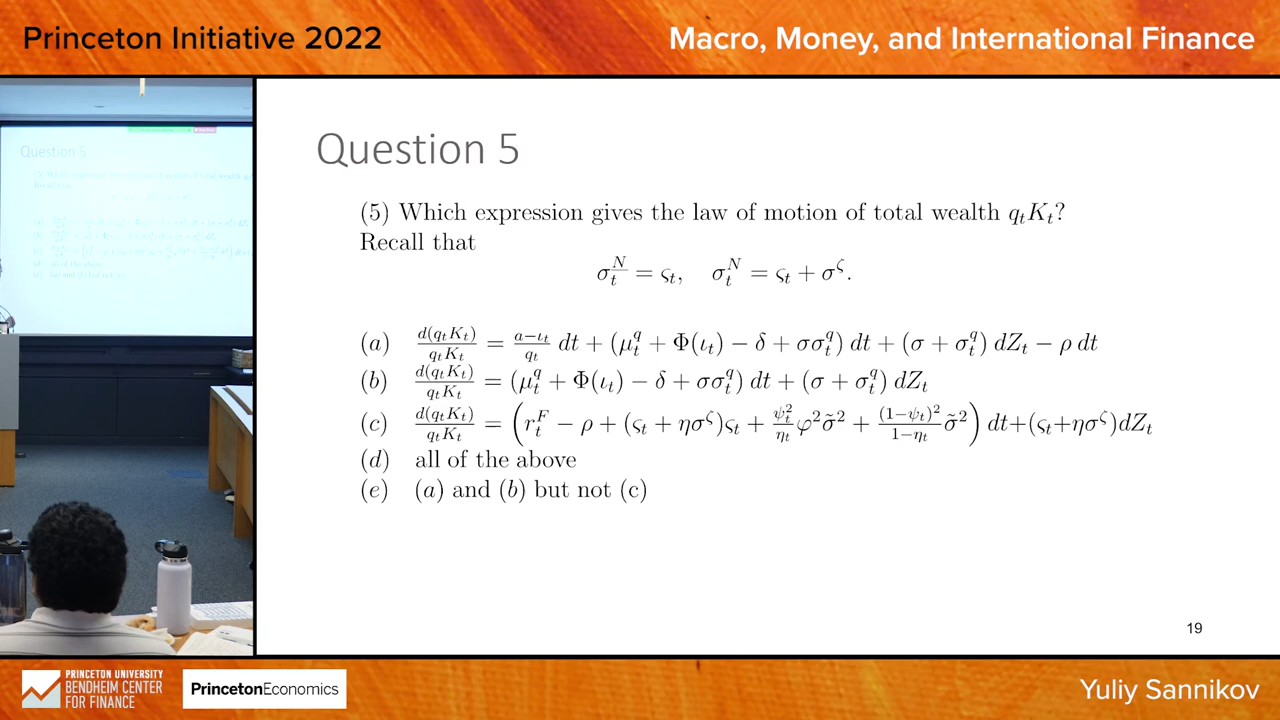 Princeton Initiative 2022
Macro, Money, and International Finance
Question 5
Question 5
(5) Which expression gives the law of motion of total wealth q_tK_t?
Recall that
σ_t^N = ς_t, σ_t^N = ς_t + σ^ζ.
(a) d(q_tK_t)/q_tK_t = (a−ι_t)/q_t dt + (μ_t^q + Φ(ι_t) − δ + σσ_t^q) dt + (σ + σ_t^q) dZ_t − ρ dt
(b) d(q_tK_t)/q_tK_t = (μ_t^q + Φ(ι_t) − δ + σσ_t^q) dt + (σ + σ_t^q) dZ_t
(c) d(q_tK_t)/q_tK_t = (r_t^F − ρ + (ς_t + ησ^ζ)ς_t + ψ_t^2/η_t φ^2σ̃^2 + (1−ψ_t)^2/(1−η_t) σ̃^2) dt+(ς_t+ησ^ζ)dZ_t
(d) all of the above
(e) (a) and (b) but not (c)
19
PRINCETON UNIVERSITY
BENDHEIM CENTER
FOR FINANCE
PrincetonEconomics
Yuliy Sannikov